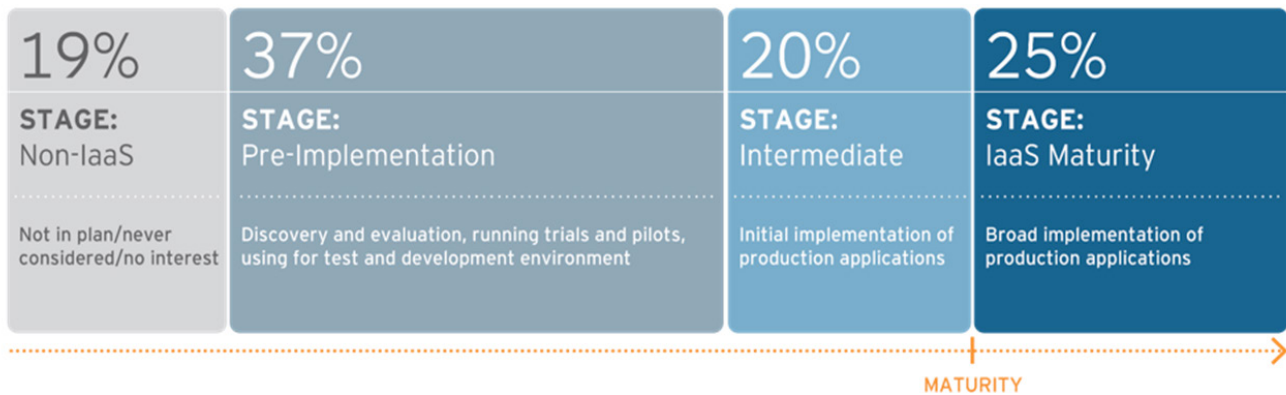 19%
STAGE:
Non-IaaS
Not in plan/never
considered/no interest
37%
STAGE:
Pre-Implementation
Discovery and evaluation, running trials and pilots,
using for test and development environment
20%
STAGE:
Intermediate
Initial implementation of
production applications
25%
STAGE:
IaaS Maturity
Broad implementation of
production applications
MATURITY